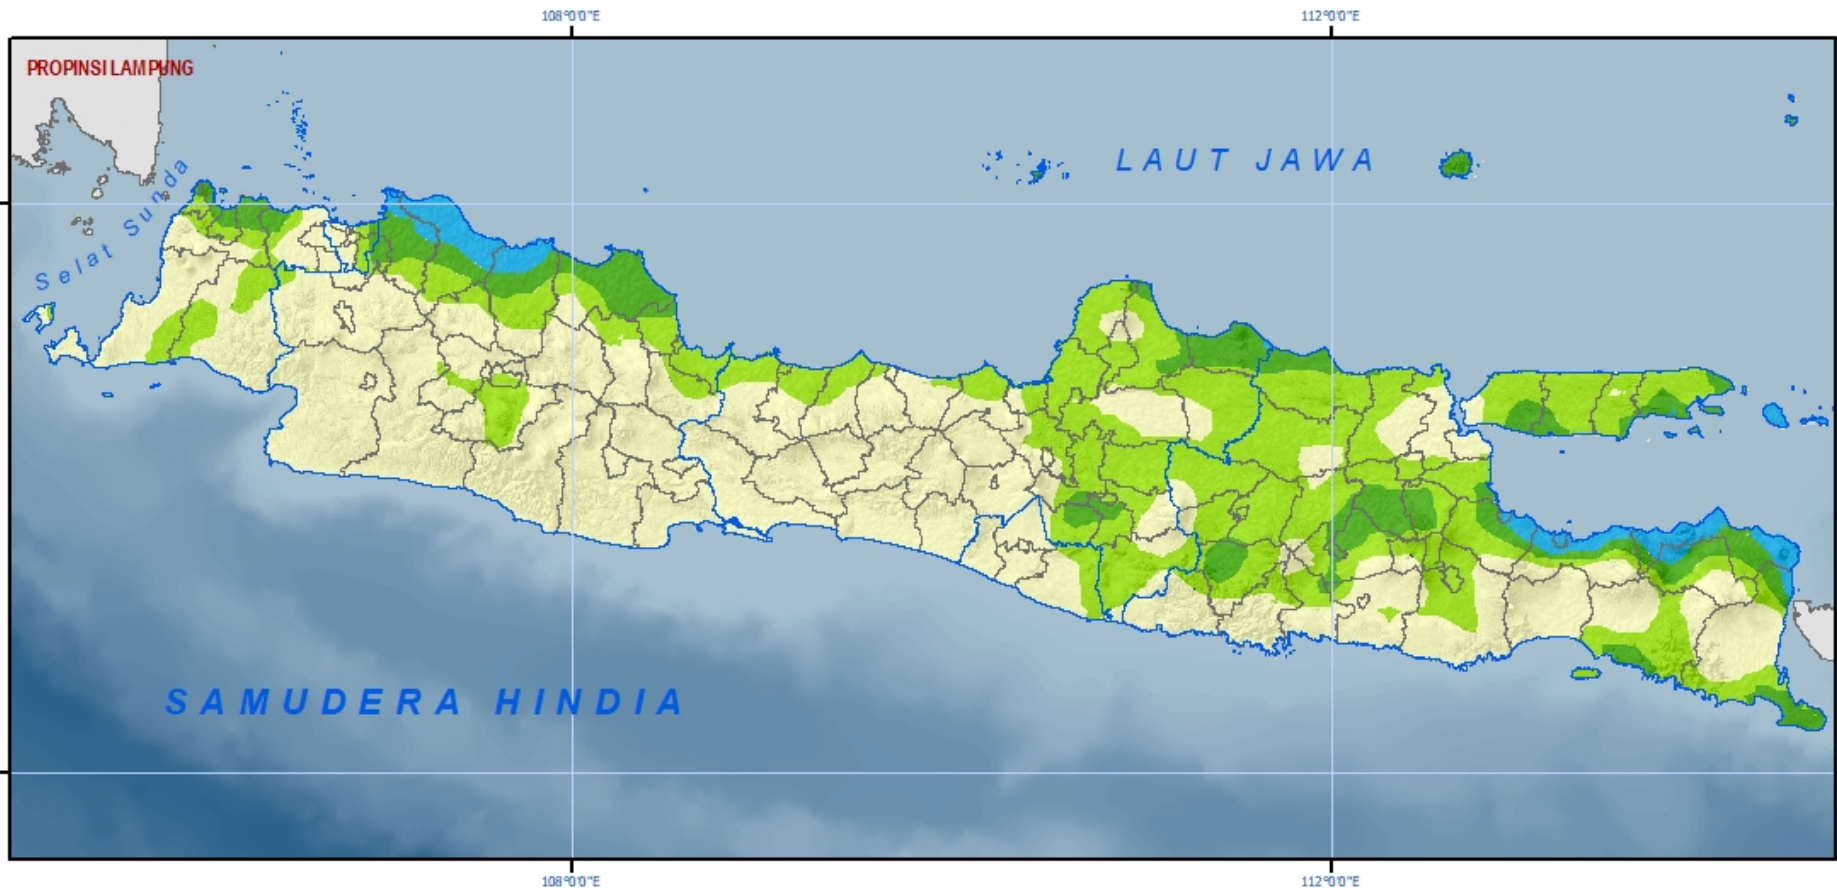 108°0'0"E 112°0'0"E
PROPINSI LAMPUNG
LAUT JAWA
Selat Sunda
SAMUDERA HINDIA
108°0'0"E 112°0'0"E